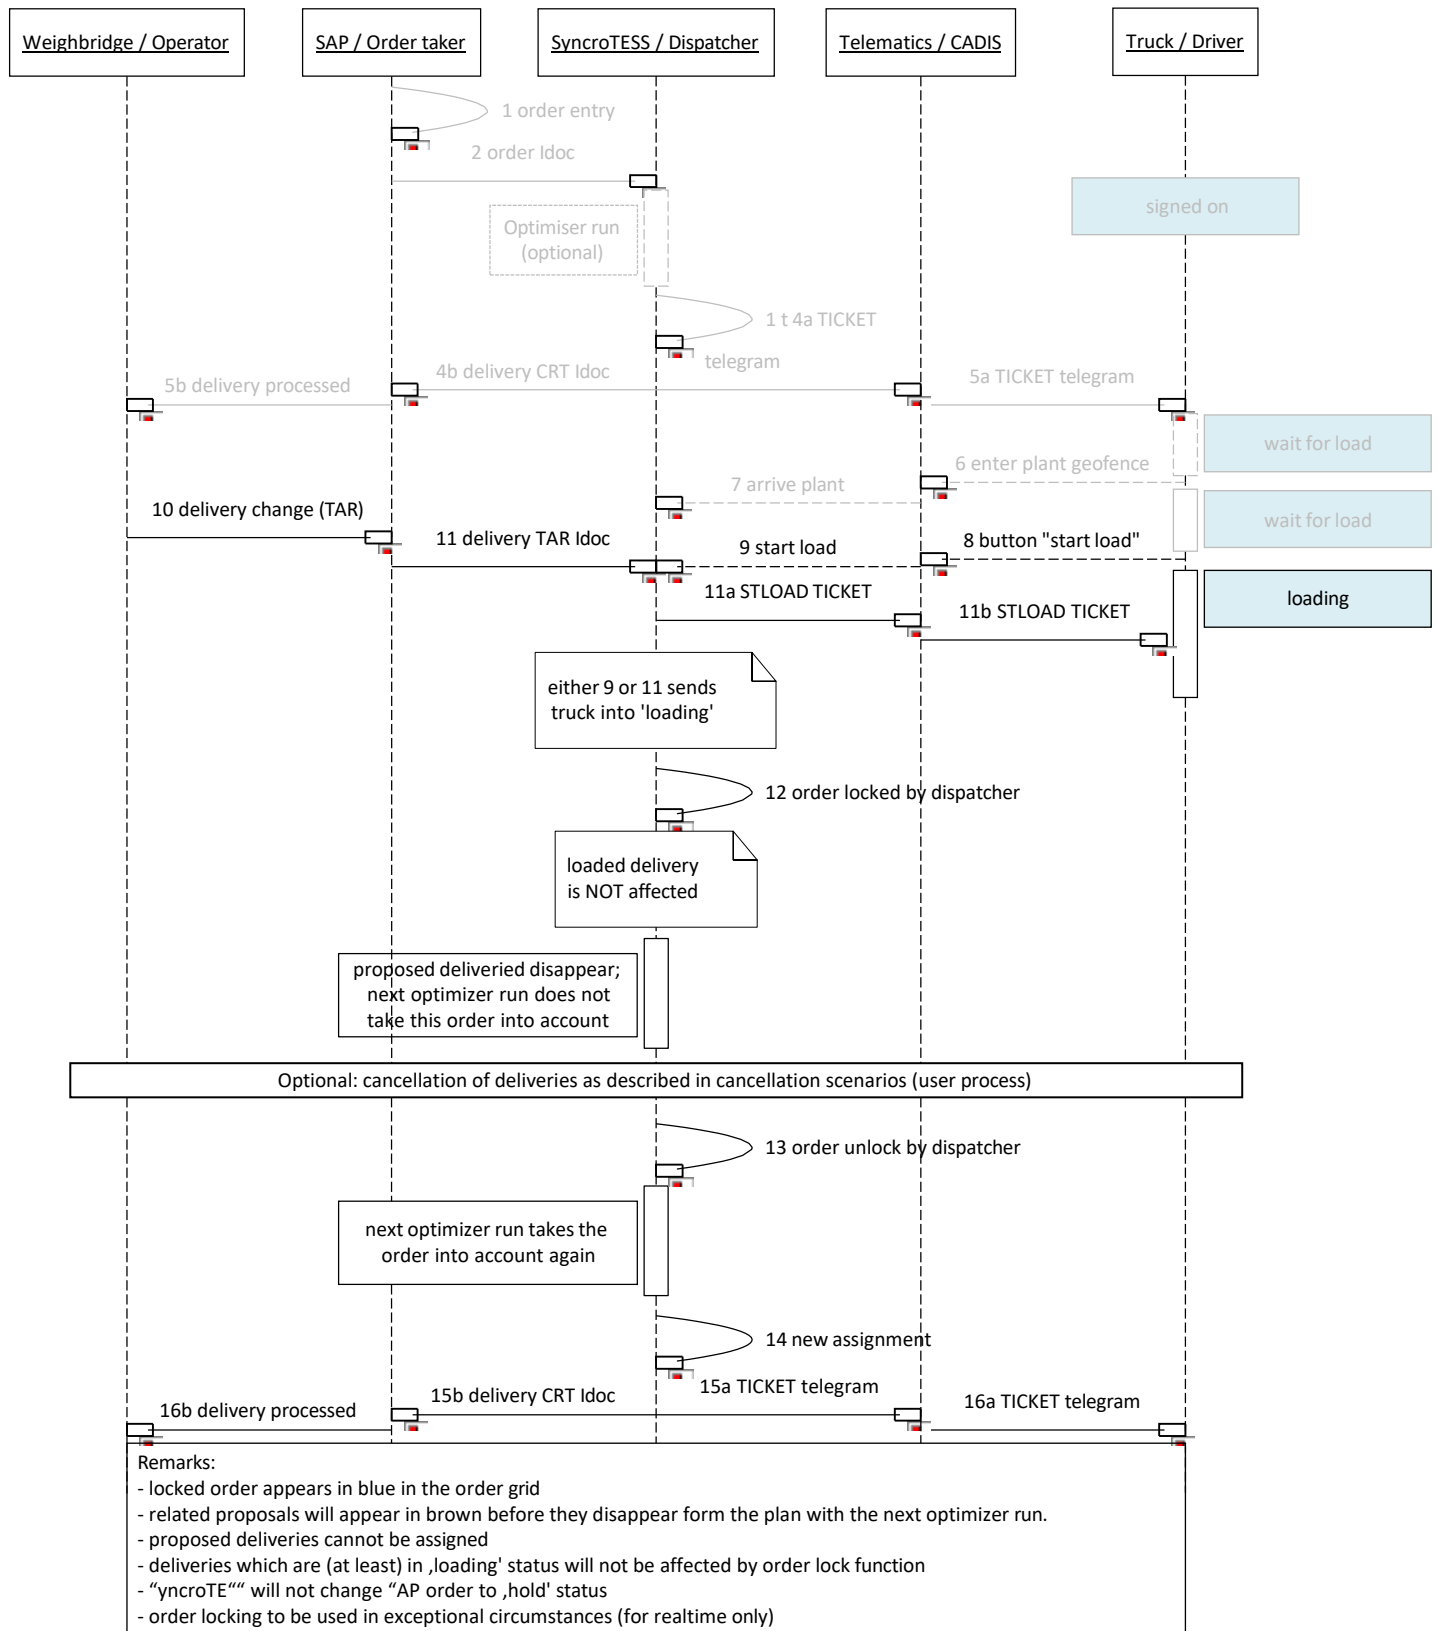 Weighbridge / Operator
SAP / Order taker
SyncroTESS / Dispatcher
Telematics / CADIS
Truck / Driver
1 order entry
2 order Idoc
signed on
Optimiser run
(optional)
1 t 4a TICKET
telegram
5b delivery processed
4b delivery CRT Idoc
5a TICKET telegram
wait for load
6 enter plant geofence
7 arrive plant
10 delivery change (TAR)
wait for load
11 delivery TAR Idoc
9 start load
8 button "start load"
11a STLOAD TICKET
11b STLOAD TICKET
loading
either 9 or 11 sends
truck into 'loading'
12 order locked by dispatcher
loaded delivery
is NOT affected
proposed deliveried disappear;
next optimizer run does not
take this order into account
Optional: cancellation of deliveries as described in cancellation scenarios (user process)
13 order unlock by dispatcher
next optimizer run takes the
order into account again
14 new assignment
15b delivery CRT Idoc
15a TICKET telegram
16b delivery processed
16a TICKET telegram
Remarks:
- locked order appears in blue in the order grid
- related proposals will appear in brown before they disappear form the plan with the next optimizer run.
- proposed deliveries cannot be assigned
- deliveries which are (at least) in ‚loading' status will not be affected by order lock function
- “yncroTE““ will not change “AP order to ‚hold' status
- order locking to be used in exceptional circumstances (for realtime only)